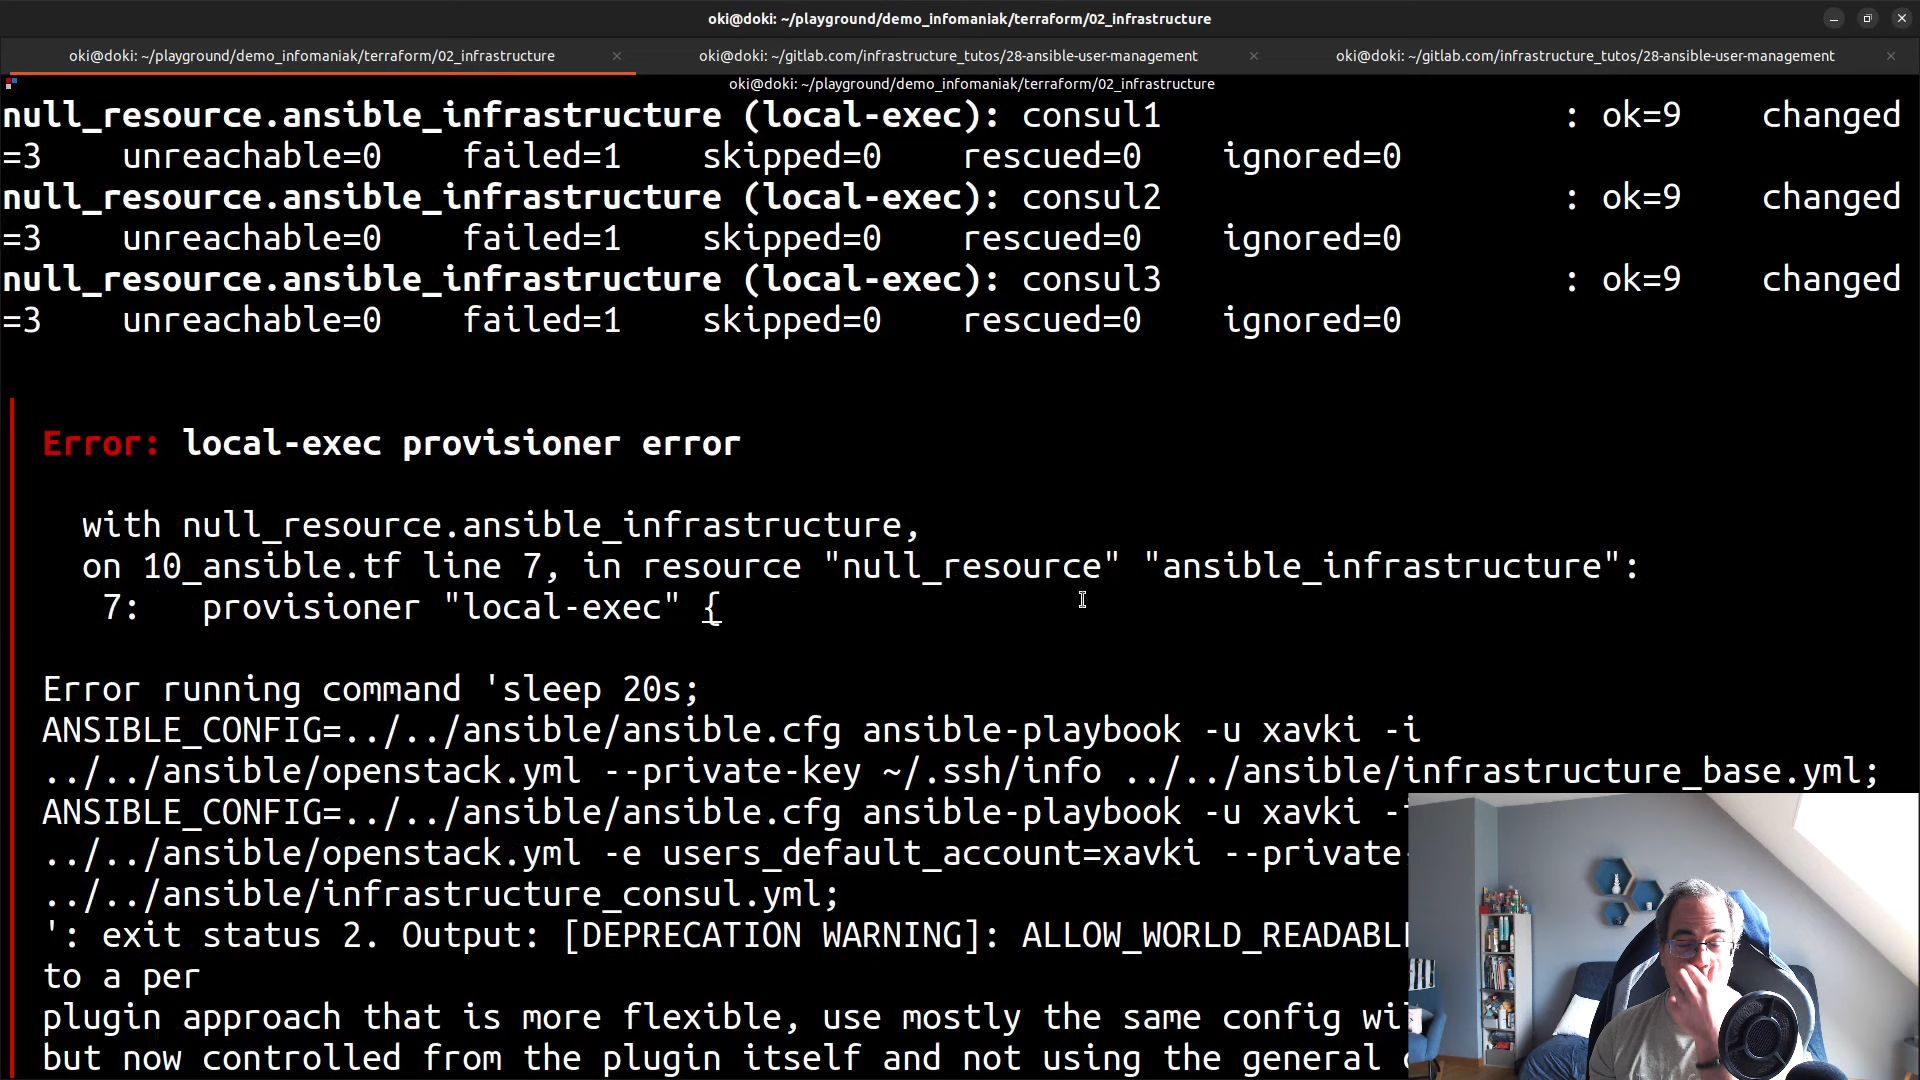 oki@doki: ~/playground/demo_infomaniak/terraform/02_infrastructure
oki@doki: ~/playground/demo_infomaniak/terraform/02_infrastructure × oki@doki: ~/gitlab.com/infrastructure_tutos/28-ansible-user-management × oki@doki: ~/gitlab.com/infrastructure_tutos/28-ansible-user-management ×
oki@doki: ~/playground/demo_infomaniak/terraform/02_infrastructure
null_resource.ansible_infrastructure (local-exec): consul1 : ok=9 changed
=3 unreachable=0 failed=1 skipped=0 rescued=0 ignored=0
null_resource.ansible_infrastructure (local-exec): consul2 : ok=9 changed
=3 unreachable=0 failed=1 skipped=0 rescued=0 ignored=0
null_resource.ansible_infrastructure (local-exec): consul3 : ok=9 changed
=3 unreachable=0 failed=1 skipped=0 rescued=0 ignored=0
Error: local-exec provisioner error
with null_resource.ansible_infrastructure,
on 10_ansible.tf line 7, in resource "null_resource" "ansible_infrastructure":
7: provisioner "local-exec" {
Error running command 'sleep 20s;
ANSIBLE_CONFIG=../../ansible/ansible.cfg ansible-playbook -u xavki -i
../../ansible/openstack.yml --private-key ~/.ssh/info ../../ansible/infrastructure_base.yml;
ANSIBLE_CONFIG=../../ansible/ansible.cfg ansible-playbook -u xavki -
../../ansible/openstack.yml -e users_default_account=xavki --private-
../../ansible/infrastructure_consul.yml;
': exit status 2. Output: [DEPRECATION WARNING]: ALLOW_WORLD_READABL
to a per
plugin approach that is more flexible, use mostly the same config wi
but now controlled from the plugin itself and not using the general